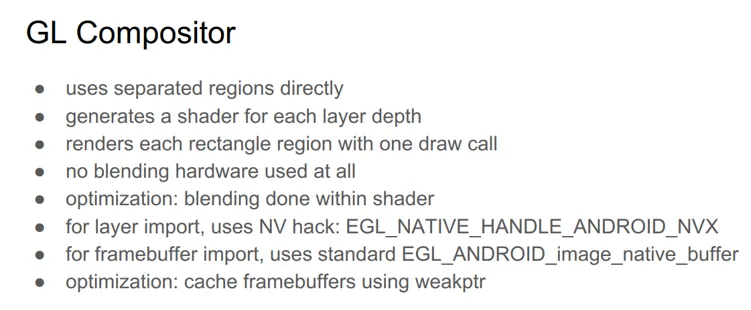 GL Compositor
● uses separated regions directly
● generates a shader for each layer depth
● renders each rectangle region with one draw call
● no blending hardware used at all
● optimization: blending done within shader
● for layer import, uses NV hack: EGL_NATIVE_HANDLE_ANDROID_NVX
● for framebuffer import, uses standard EGL_ANDROID_image_native_buffer
● optimization: cache framebuffers using weakptr